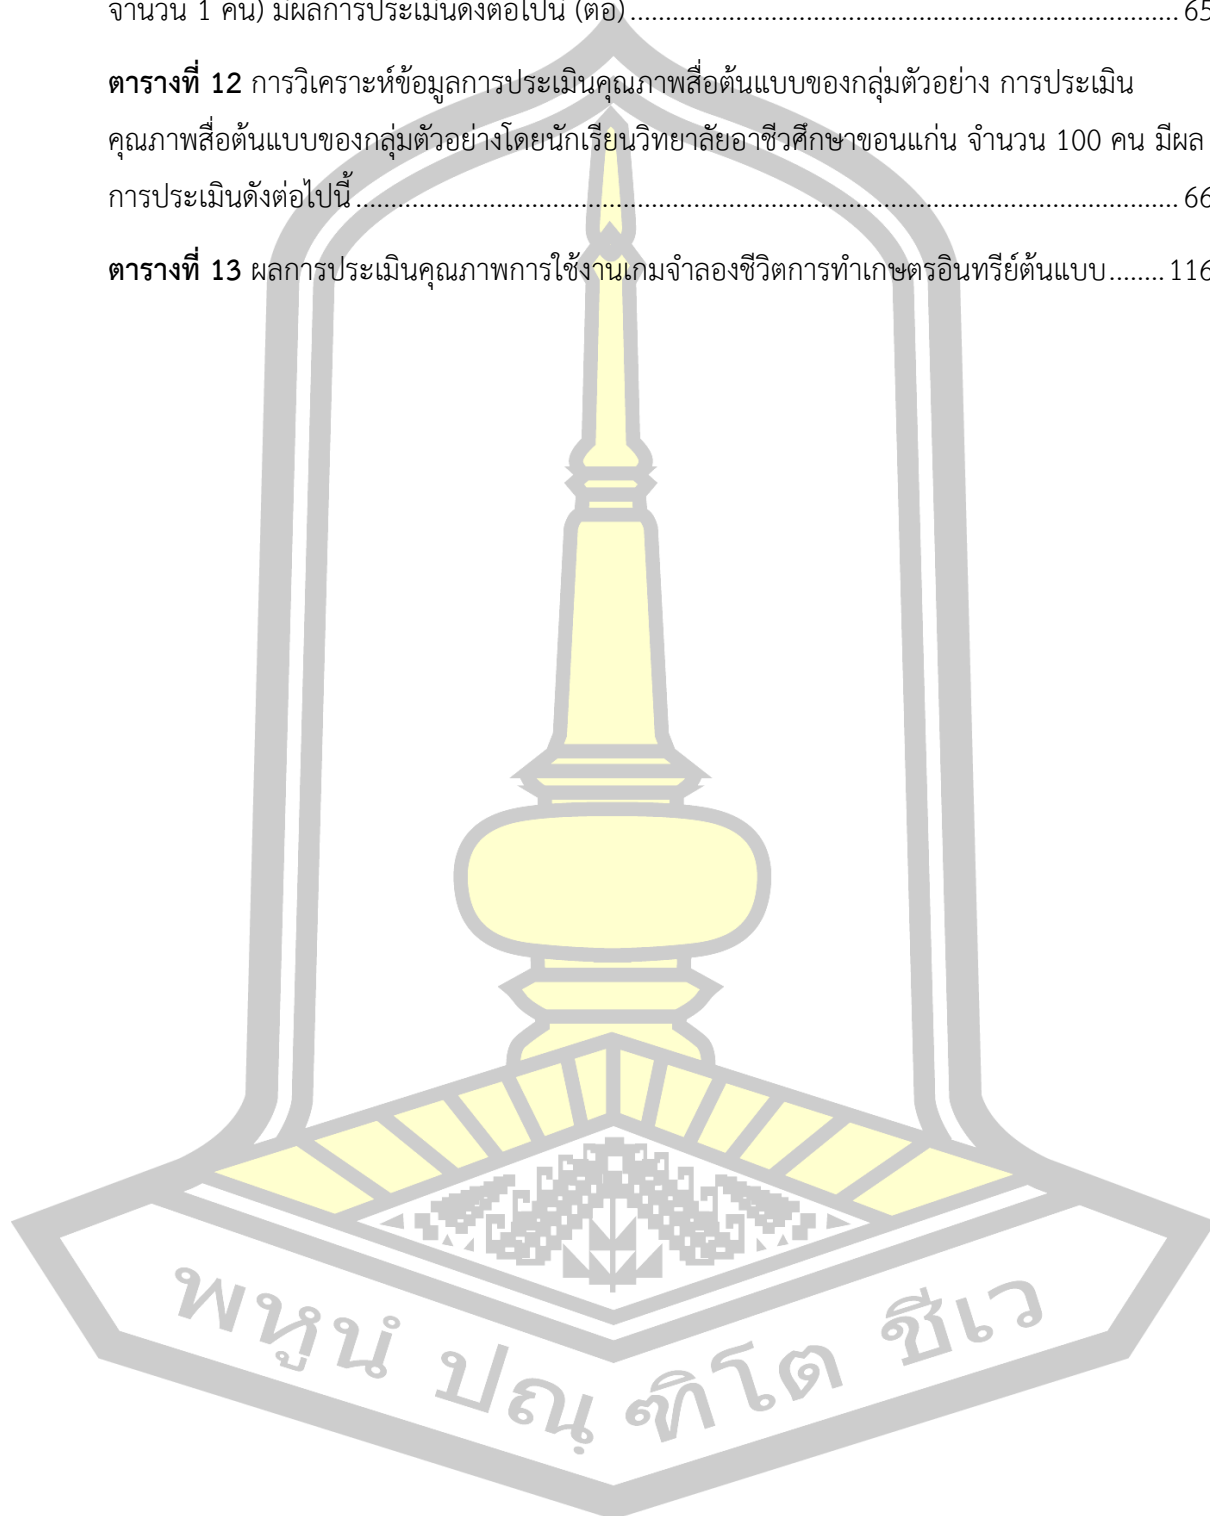 จำนวน 1 คน) มีผลการประเมินดังต่อไปนี้ (ต่อ) ........................................................................... 65
ตารางที่ 12 การวิเคราะห์ข้อมูลการประเมินคุณภาพสื่อต้นแบบของกลุ่มตัวอย่าง การประเมิน
คุณภาพสื่อต้นแบบของกลุ่มตัวอย่างโดยนักเรียนวิทยาลัยอาชีวศึกษาขอนแก่น จำนวน 100 คน มีผล
การประเมินดังต่อไปนี้ ........................................................................................................... 66
ตารางที่ 13 ผลการประเมินคุณภาพการใช้งานเกมจำลองชีวิตการทำเกษตรอินทรีย์ต้นแบบ ........ 116
พหูนํ ปณฺฑิโต ชีเว